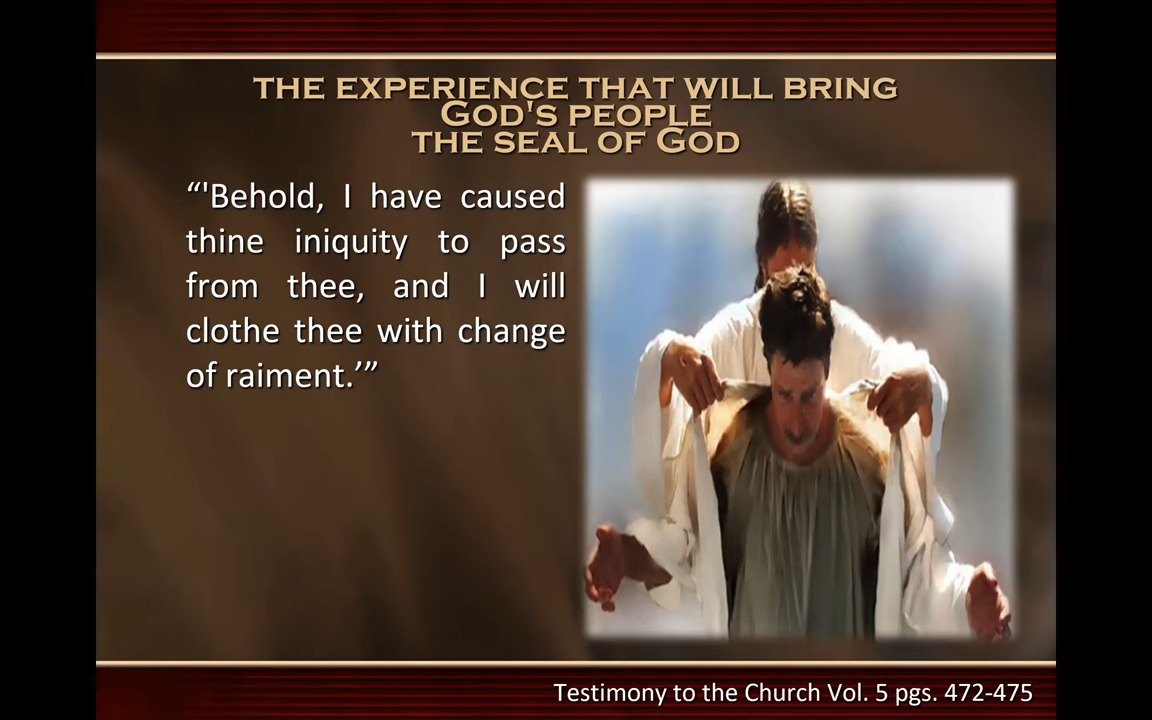 THE EXPERIENCE THAT WILL BRING
GOD'S PEOPLE
THE SEAL OF GOD
“'Behold, I have caused
thine iniquity to pass
from thee, and I will
clothe thee with change
of raiment.’”
Testimony to the Church Vol. 5 pgs. 472-475